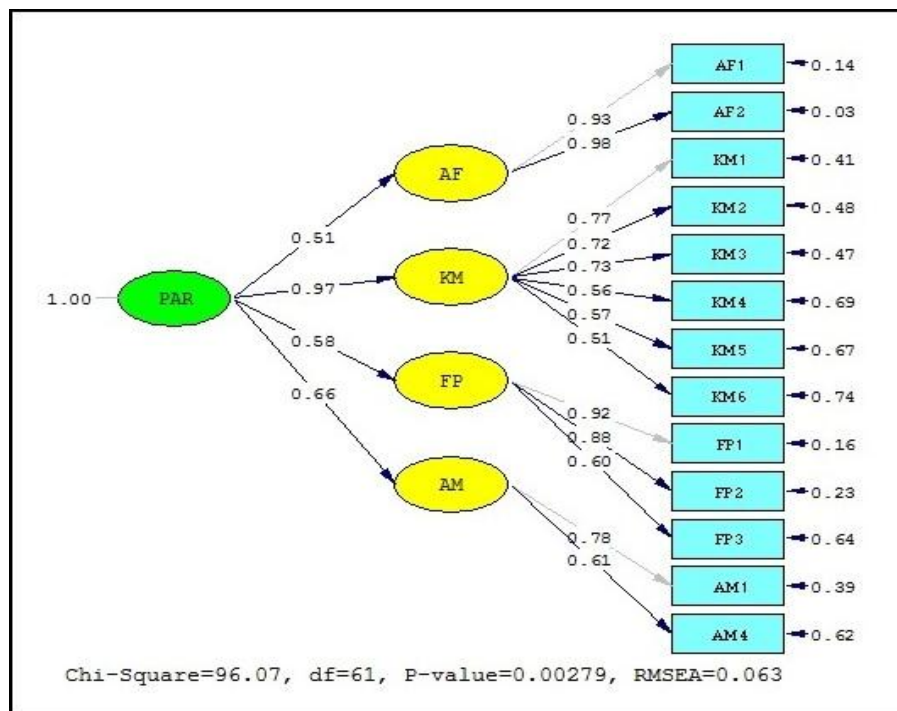 AF1
0.14
0.93
AF2
0.03
0.98
KM1
0.41
AF
KM2
0.48
0.77
0.51
0.72
KM3
0.47
0.73
KM
0.56
1.00
PAR
0.97
KM4
0.69
0.57
0.51
0.58
KM5
0.67
FP
KM6
0.74
0.66
0.92
FP1
0.16
0.88
0.60
AM
FP2
0.23
0.78
FP3
0.64
0.61
AM1
0.39
AM4
0.62
Chi-Square=96.07, df=61, P-value=0.00279, RMSEA=0.063